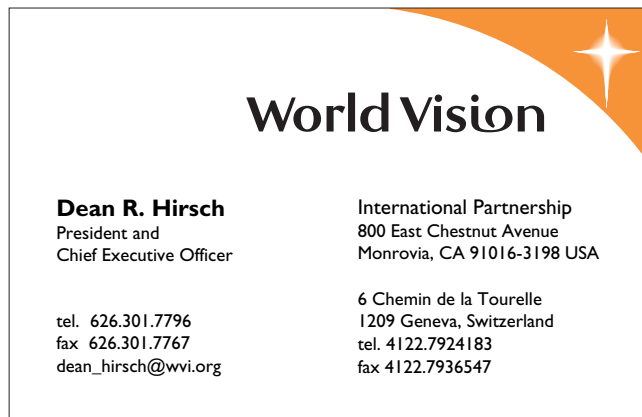 World Vision
Dean R. Hirsch
President and
Chief Executive Officer
tel. 626.301.7796
fax 626.301.7767
dean_hirsch@wvi.org
International Partnership
800 East Chestnut Avenue
Monrovia, CA 91016-3198 USA
6 Chemin de la Tourelle
1209 Geneva, Switzerland
tel. 4122.7924183
fax 4122.7936547